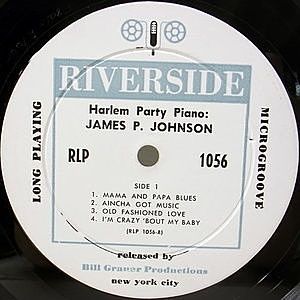 RIVERSIDE
Harlem Party Piano:
JAMES P. JOHNSON
LONG PLAYING
MICROGROOVE
RLP 1056
SIDE 1
1. MAMA AND PAPA BLUES
2. AINCHA GOT MUSIC
3. OLD FASHIONED LOVE
4. I'M CRAZY 'BOUT MY BABY
(RLP 1056-A)
released by
Bill Grauer Productions
new york city